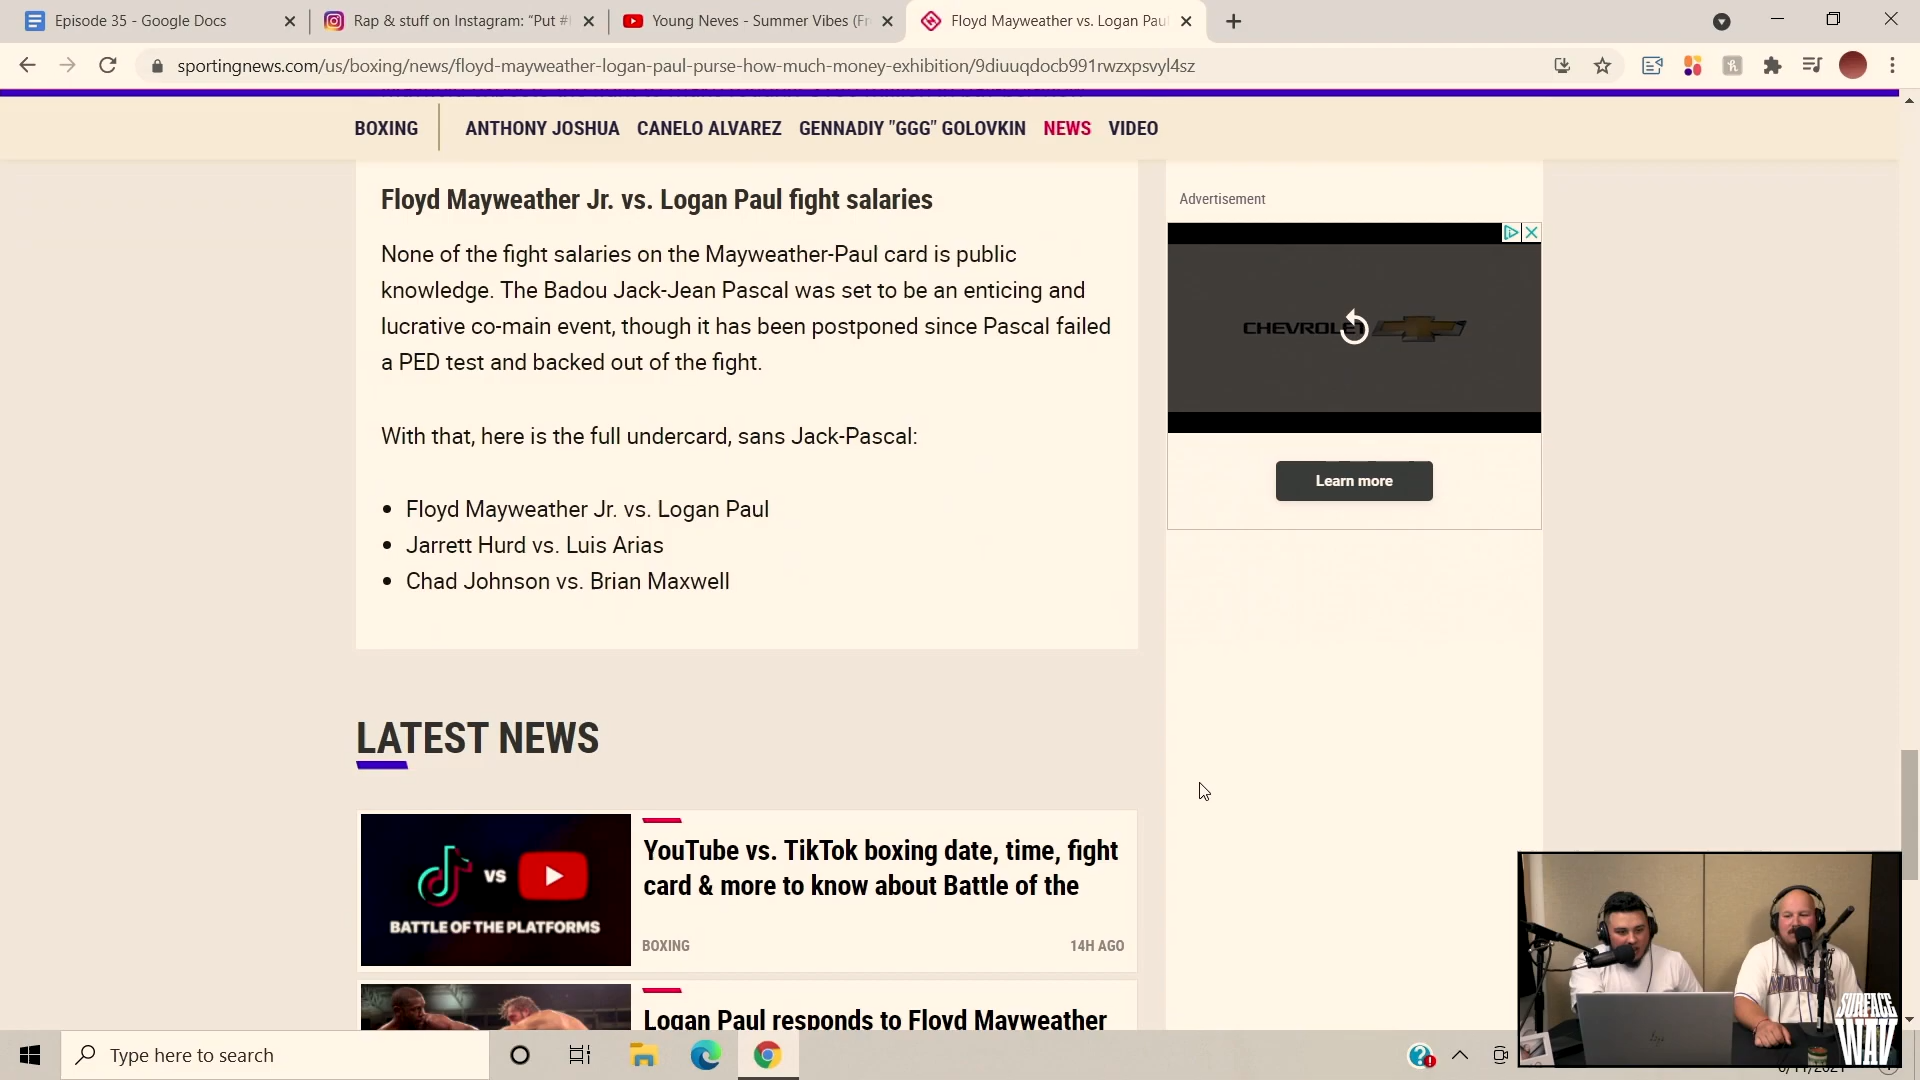 Episode 35 - Google Docs
Rap & stuff on Instagram: “Put #
Young Neves - Summer Vibes (Fr
Floyd Mayweather vs. Logan Paul
sportingnews.com/us/boxing/news/floyd-mayweather-logan-paul-purse-how-much-money-exhibition/9diuuqdocb991rwzxpsvyl4sz
BOXING
ANTHONY JOSHUA CANELO ALVAREZ GENNADIY "GGG" GOLOVKIN NEWS VIDEO
Floyd Mayweather Jr. vs. Logan Paul fight salaries
None of the fight salaries on the Mayweather-Paul card is public
knowledge. The Badou Jack-Jean Pascal was set to be an enticing and
lucrative co-main event, though it has been postponed since Pascal failed
a PED test and backed out of the fight.
With that, here is the full undercard, sans Jack-Pascal:
• Floyd Mayweather Jr. vs. Logan Paul
• Jarrett Hurd vs. Luis Arias
• Chad Johnson vs. Brian Maxwell
Advertisement
CHEVROLET
Learn more
LATEST NEWS
VS
BATTLE OF THE PLATFORMS
YouTube vs. TikTok boxing date, time, fight
card & more to know about Battle of the
BOXING
14H AGO
Logan Paul responds to Floyd Mayweather
SURFACE
WAV
Type here to search